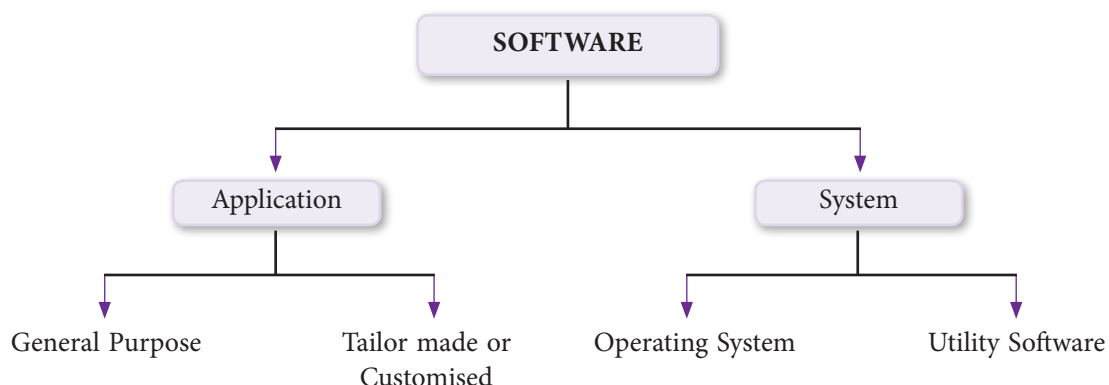 SOFTWARE
Application
System
General Purpose
Tailor made or
Customised
Operating System
Utility Software